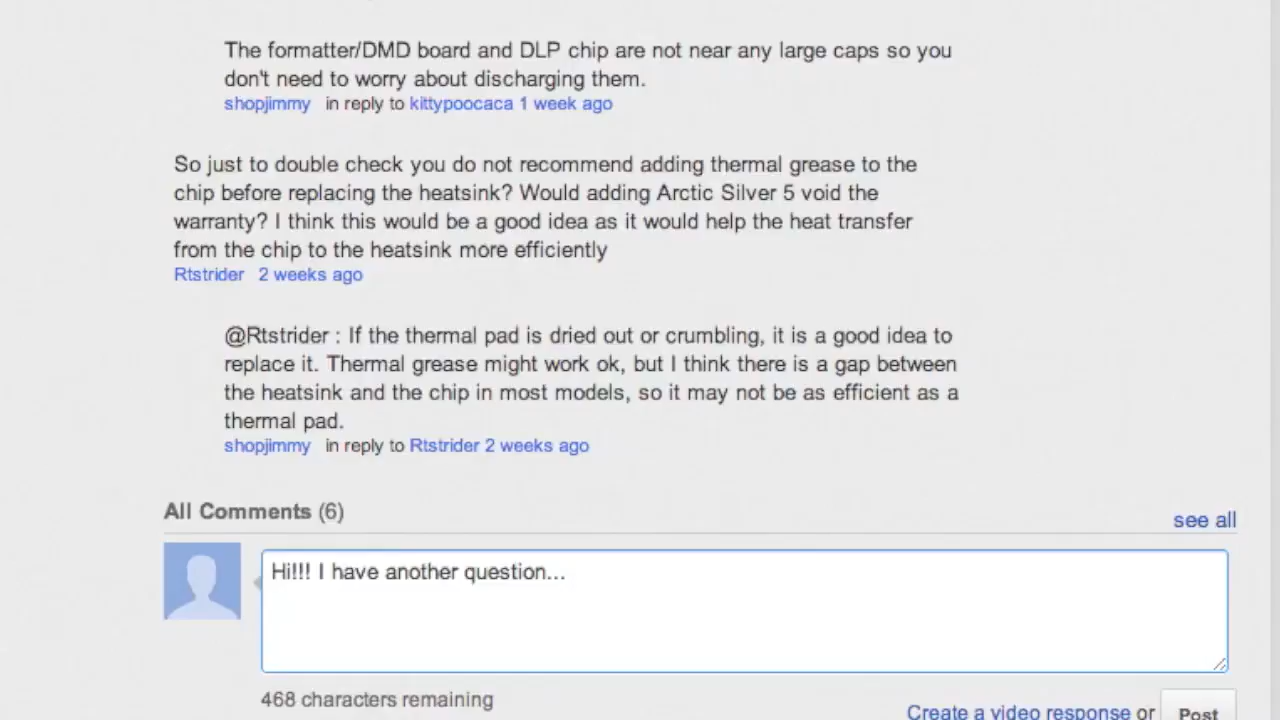 The formatter/DMD board and DLP chip are not near any large caps so you
don't need to worry about discharging them.
shopjimmy in reply to kittypoocaca 1 week ago
So just to double check you do not recommend adding thermal grease to the
chip before replacing the heatsink? Would adding Arctic Silver 5 void the
warranty? I think this would be a good idea as it would help the heat transfer
from the chip to the heatsink more efficiently
Rtstrider 2 weeks ago
@Rtstrider : If the thermal pad is dried out or crumbling, it is a good idea to
replace it. Thermal grease might work ok, but I think there is a gap between
the heatsink and the chip in most models, so it may not be as efficient as a
thermal pad.
shopjimmy in reply to Rtstrider 2 weeks ago
All Comments (6)
see all
Hi!!! I have another question...
468 characters remaining
Create a video response or Post